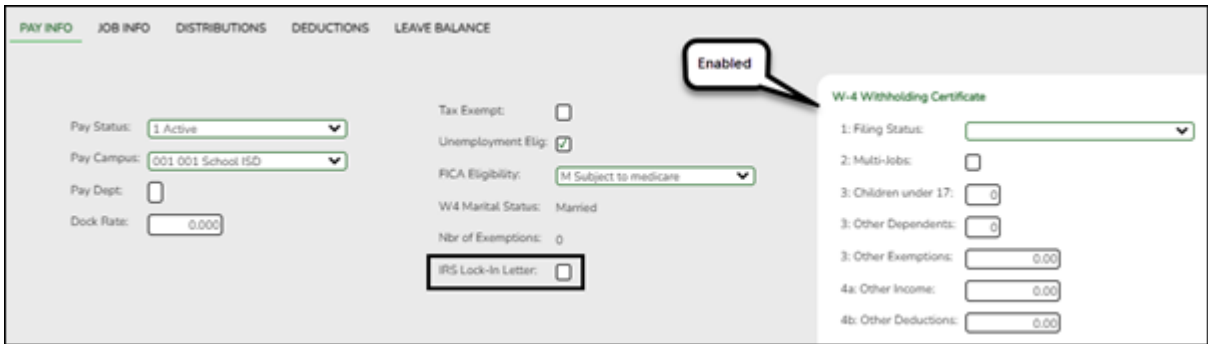 PAY INFO JOB INFO DISTRIBUTIONS DEDUCTIONS LEAVE BALANCE
Enabled
Pay Status: 1 Active
Pay Campus: 001 001 School ISD
Pay Dept:
Dock Rate: 0.000
Tax Exempt:
Unemployment Elig:
FICA Eligibility: M Subject to medicare
W4 Marital Status: Married
Nbr of Exemptions: 0
IRS Lock-In Letter:
W-4 Withholding Certificate
1: Filing Status:
2: Multi-Jobs:
3: Children under 17: 0
3: Other Dependents: 0
3: Other Exemptions: 0.00
4a: Other Income: 0.00
4b: Other Deductions: 0.00